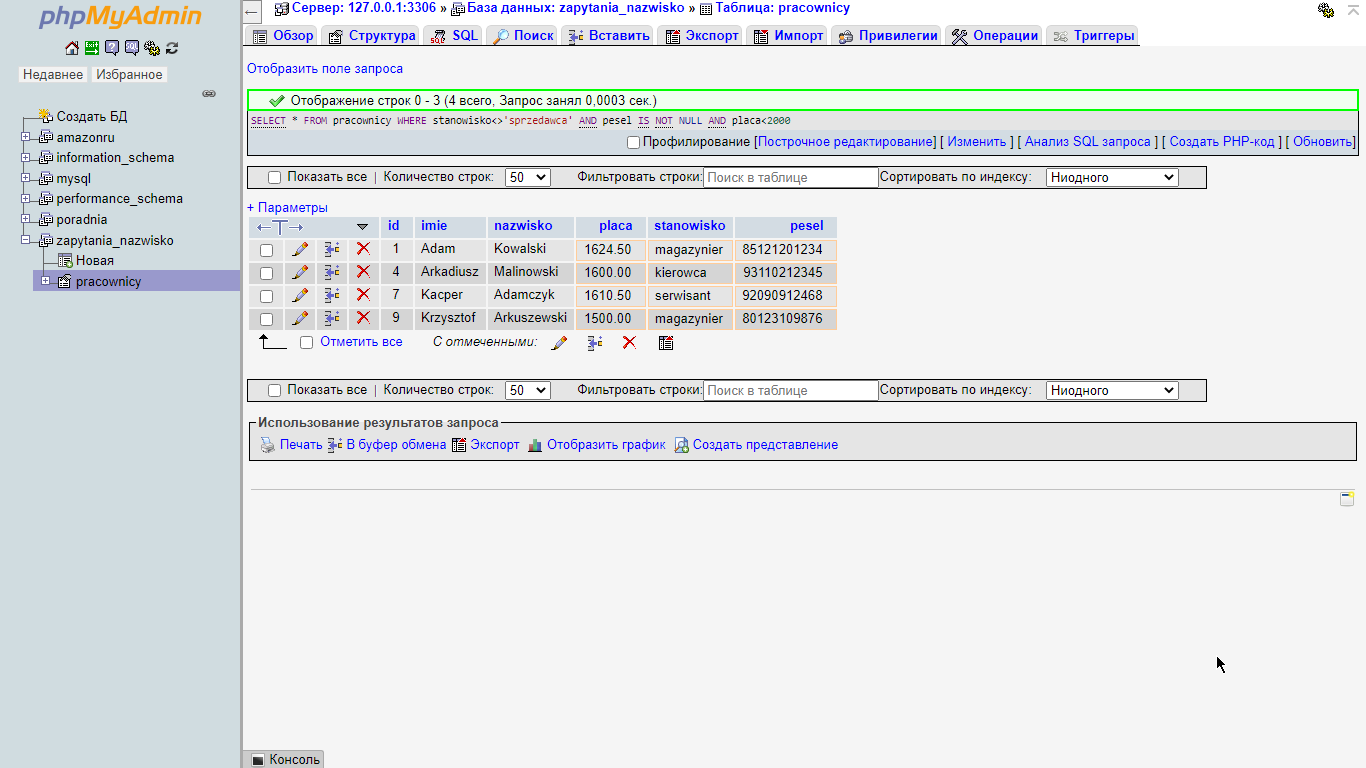 phpMyAdmin
Недавнее Избранное
Создать БД
amazonru
information_schema
mysql
performance_schema
poradnia
zapytania_nazwisko
Новая
pracownicy
Сервер: 127.0.0.1:3306 » База данных: zapytania_nazwisko » Таблица: pracownicy
Обзор Структура SQL Поиск Вставить Экспорт Импорт Привилегии Операции Триггеры
Отобразить поле запроса
Отображение строк 0 - 3 (4 всего, Запрос занял 0,0003 сек.)
SELECT * FROM pracownicy WHERE stanowisko<>'sprzedawca' AND pesel IS NOT NULL AND placa<2000
Профилирование [Построчное редактирование] [ Изменить ] [ Анализ SQL запроса ] [ Создать PHP-код ] [ Обновить]
Показать все | Количество строк: 50 Фильтровать строки: Поиск в таблице Сортировать по индексу: Ниодного
+ Параметры
←T→ id imie nazwisko placa stanowisko pesel
1 Adam Kowalski 1624.50 magazynier 85121201234
4 Arkadiusz Malinowski 1600.00 kierowca 93110212345
7 Kacper Adamczyk 1610.50 serwisant 92090912468
9 Krzysztof Arkuszewski 1500.00 magazynier 80123109876
Отметить все С отмеченными:
Показать все | Количество строк: 50 Фильтровать строки: Поиск в таблице Сортировать по индексу: Ниодного
Использование результатов запроса
Печать В буфер обмена Экспорт Отобразить график Создать представление
Консоль